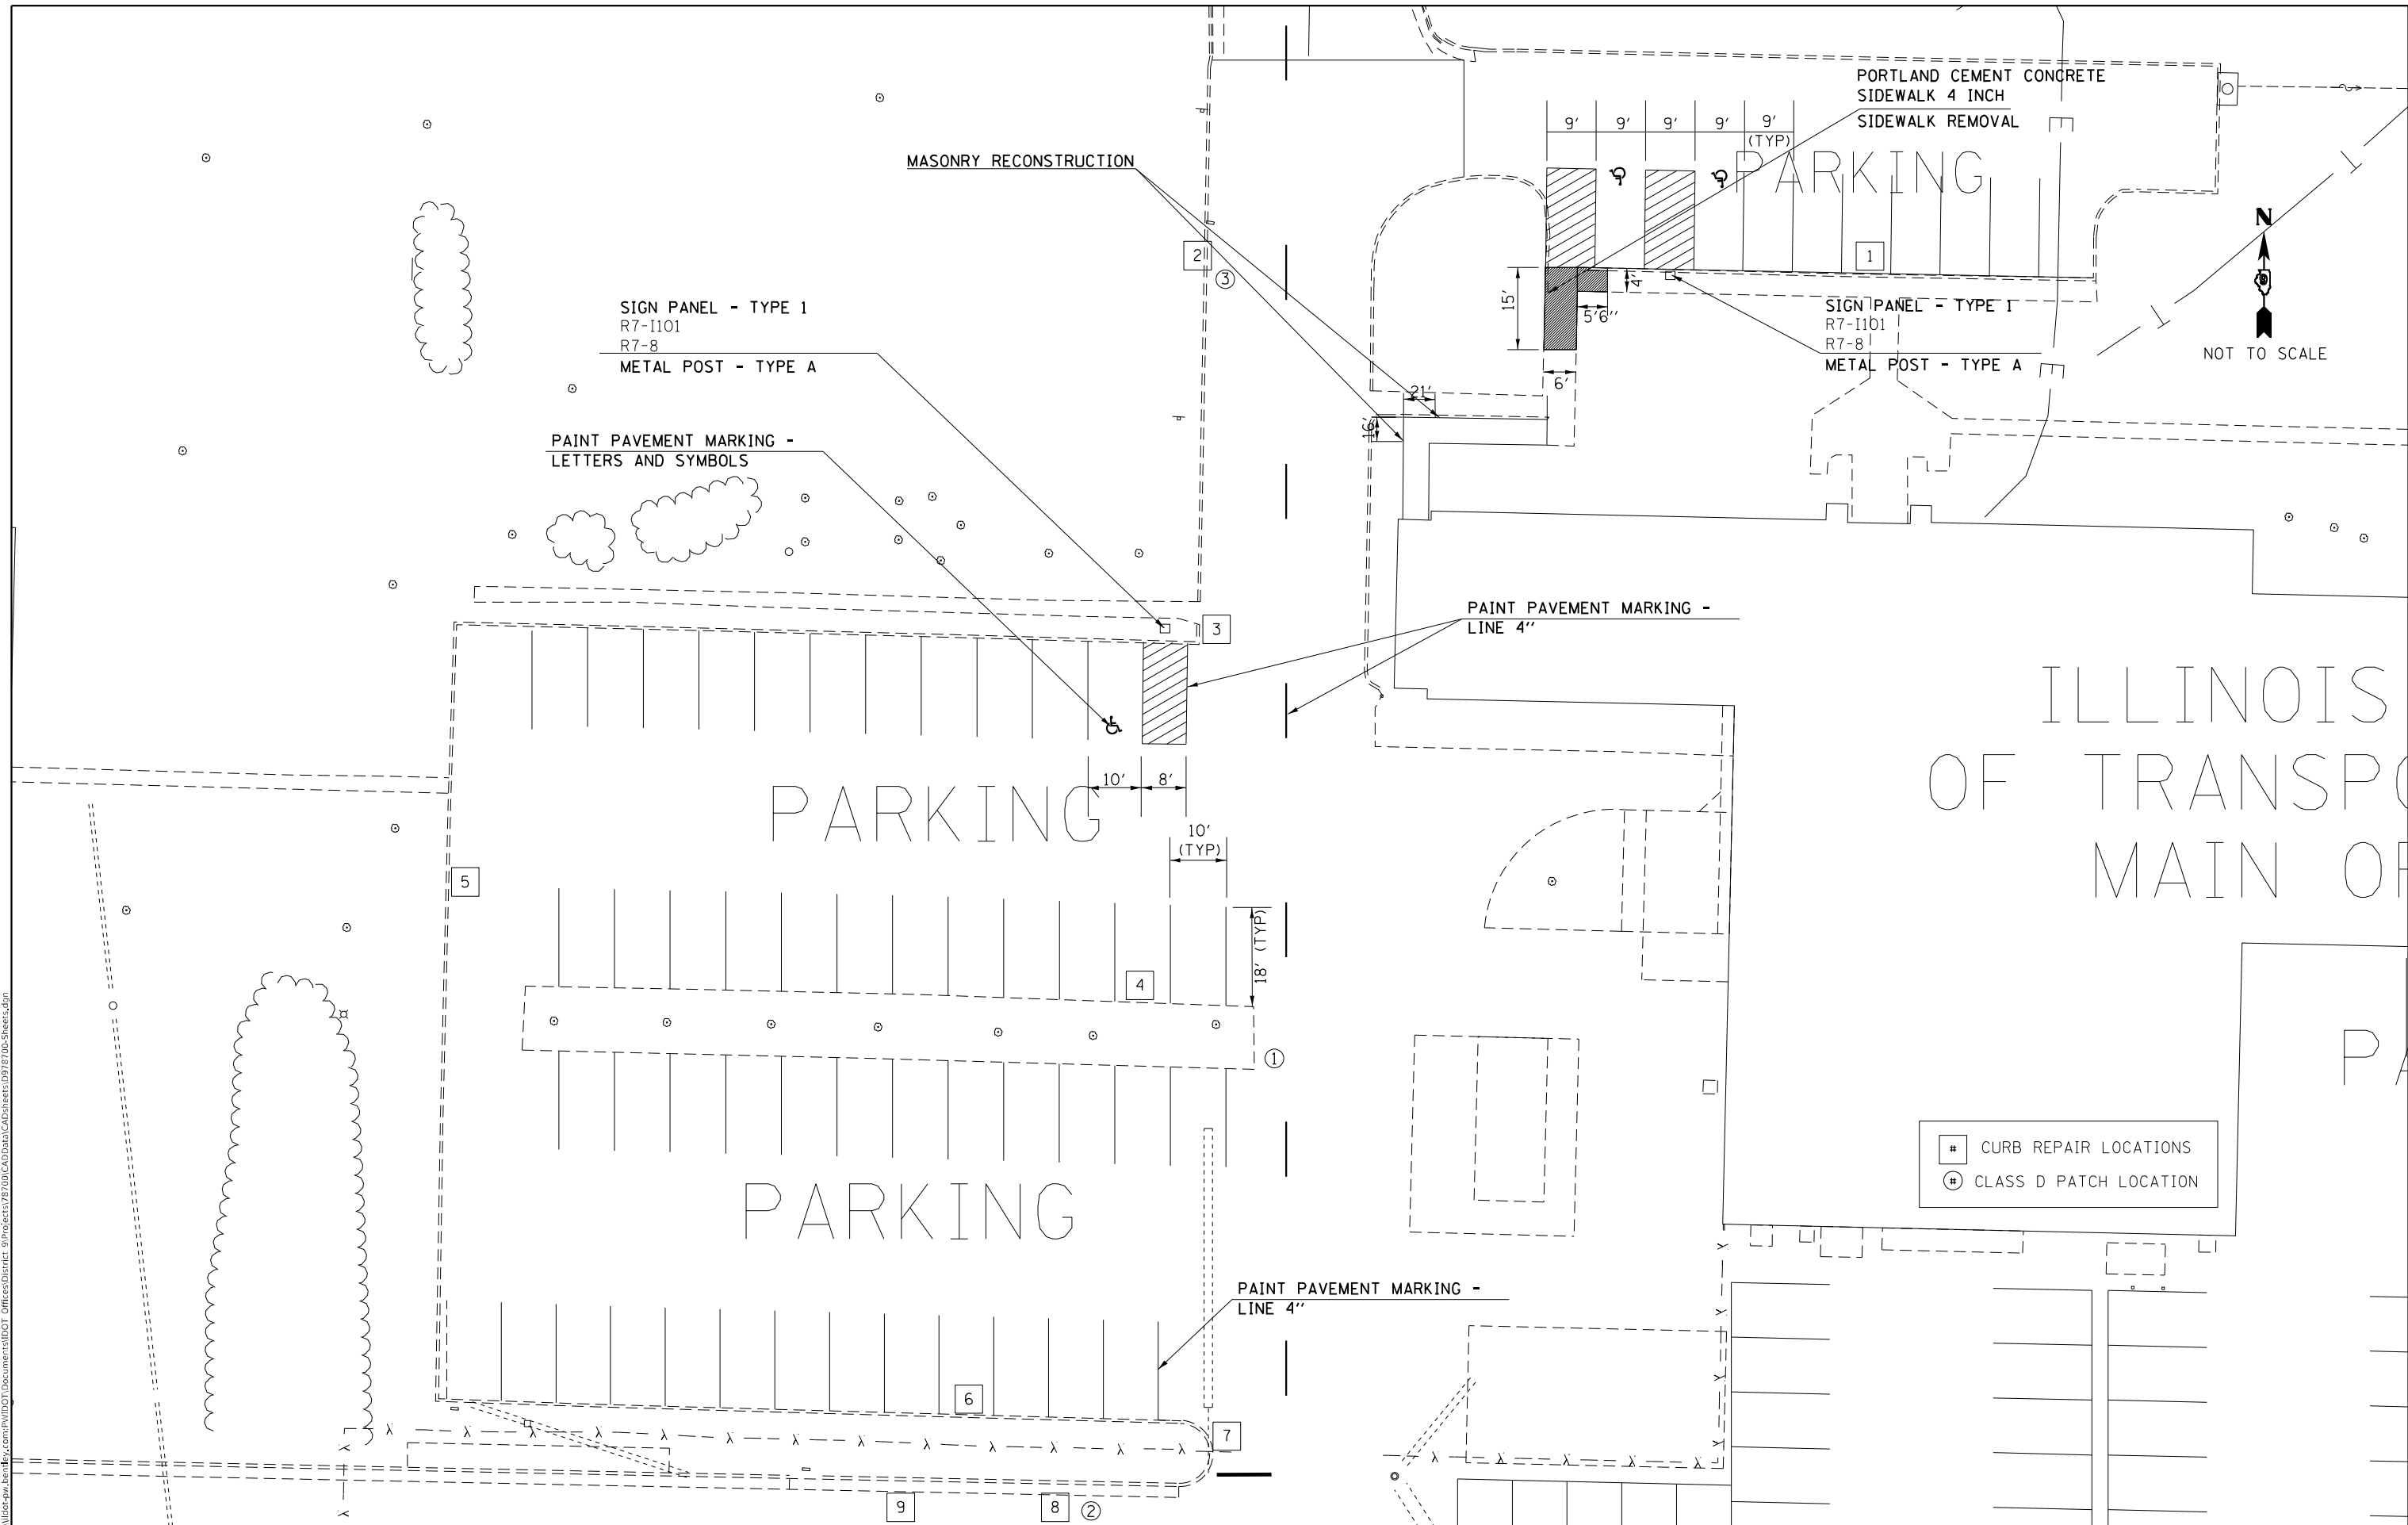 PORTLAND CEMENT CONCRETE
SIDEWALK 4 INCH
SIDEWALK REMOVAL
9' 9' 9' 9' 9'
(TYP)
PARKING
MASONRY RECONSTRUCTION
N
NOT TO SCALE
2
3
1
15'
4'
5'6''
6'
21'
16'
SIGN PANEL - TYPE 1
R7-I101
R7-8
METAL POST - TYPE A
SIGN PANEL - TYPE 1
R7-I101
R7-8
METAL POST - TYPE A
PAINT PAVEMENT MARKING -
LETTERS AND SYMBOLS
PAINT PAVEMENT MARKING -
LINE 4''
3
10' 8'
PARKING
10'
(TYP)
18' (TYP)
5
4
1
ILLINOIS
OF TRANSPO
MAIN OF
PA
# CURB REPAIR LOCATIONS
# CLASS D PATCH LOCATION
PARKING
PAINT PAVEMENT MARKING -
LINE 4''
6
7
9
8
2